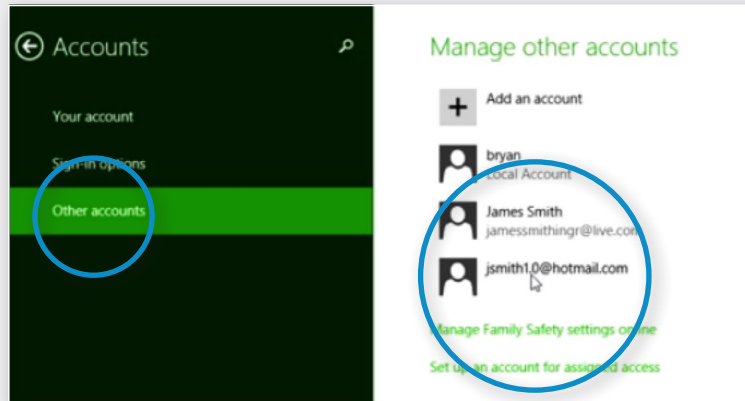 Accounts
Your account
Sign-in options
Other accounts
Manage other accounts
Add an account
bryan
Local Account
James Smith
jamessmithingr@live.com
jsmith1.0@hotmail.com
Manage Family Safety settings online
Set up an account for assigned access